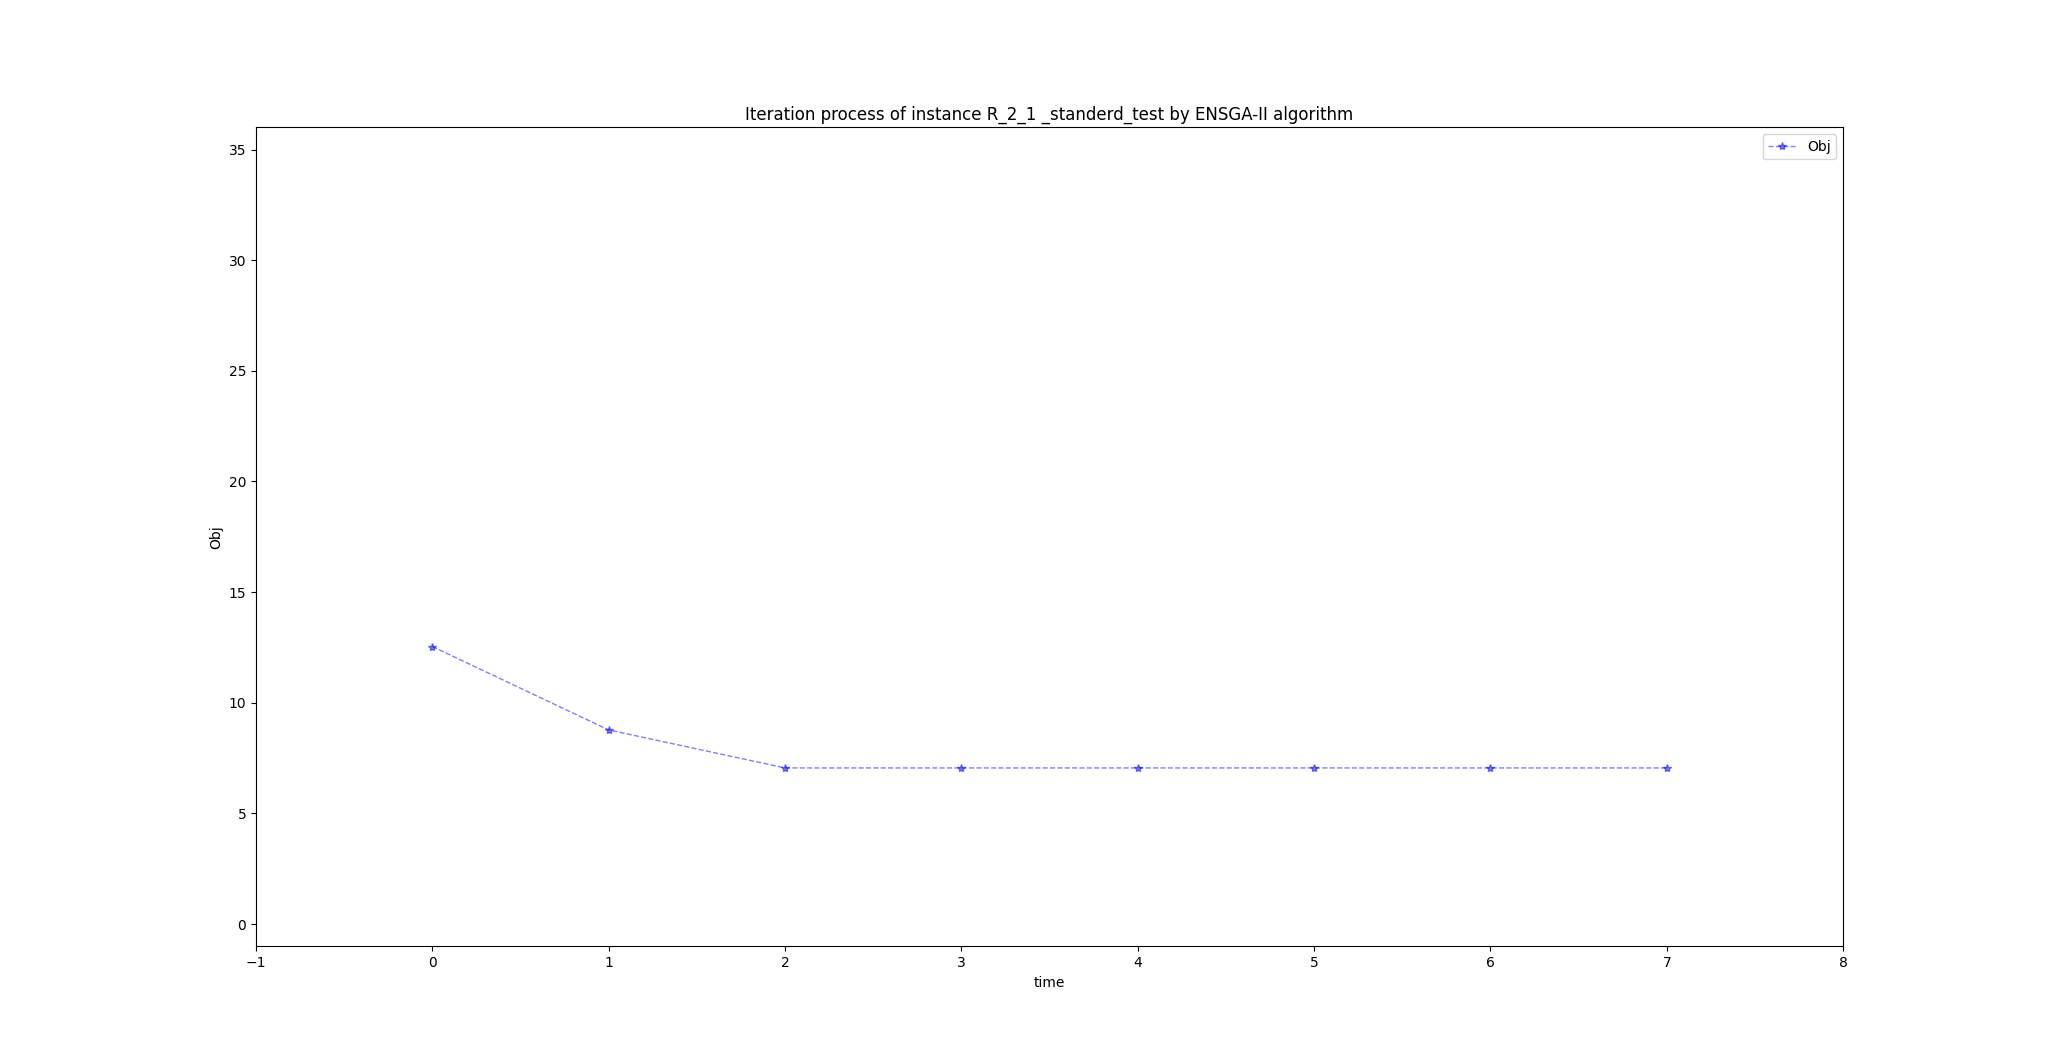 Iteration process of instance R_2_1 _standerd_test by ENSGA-II algorithm
Obj
35
30
25
20
15
10
5
0
Obj
−1 0 1 2 3 4 5 6 7 8
time